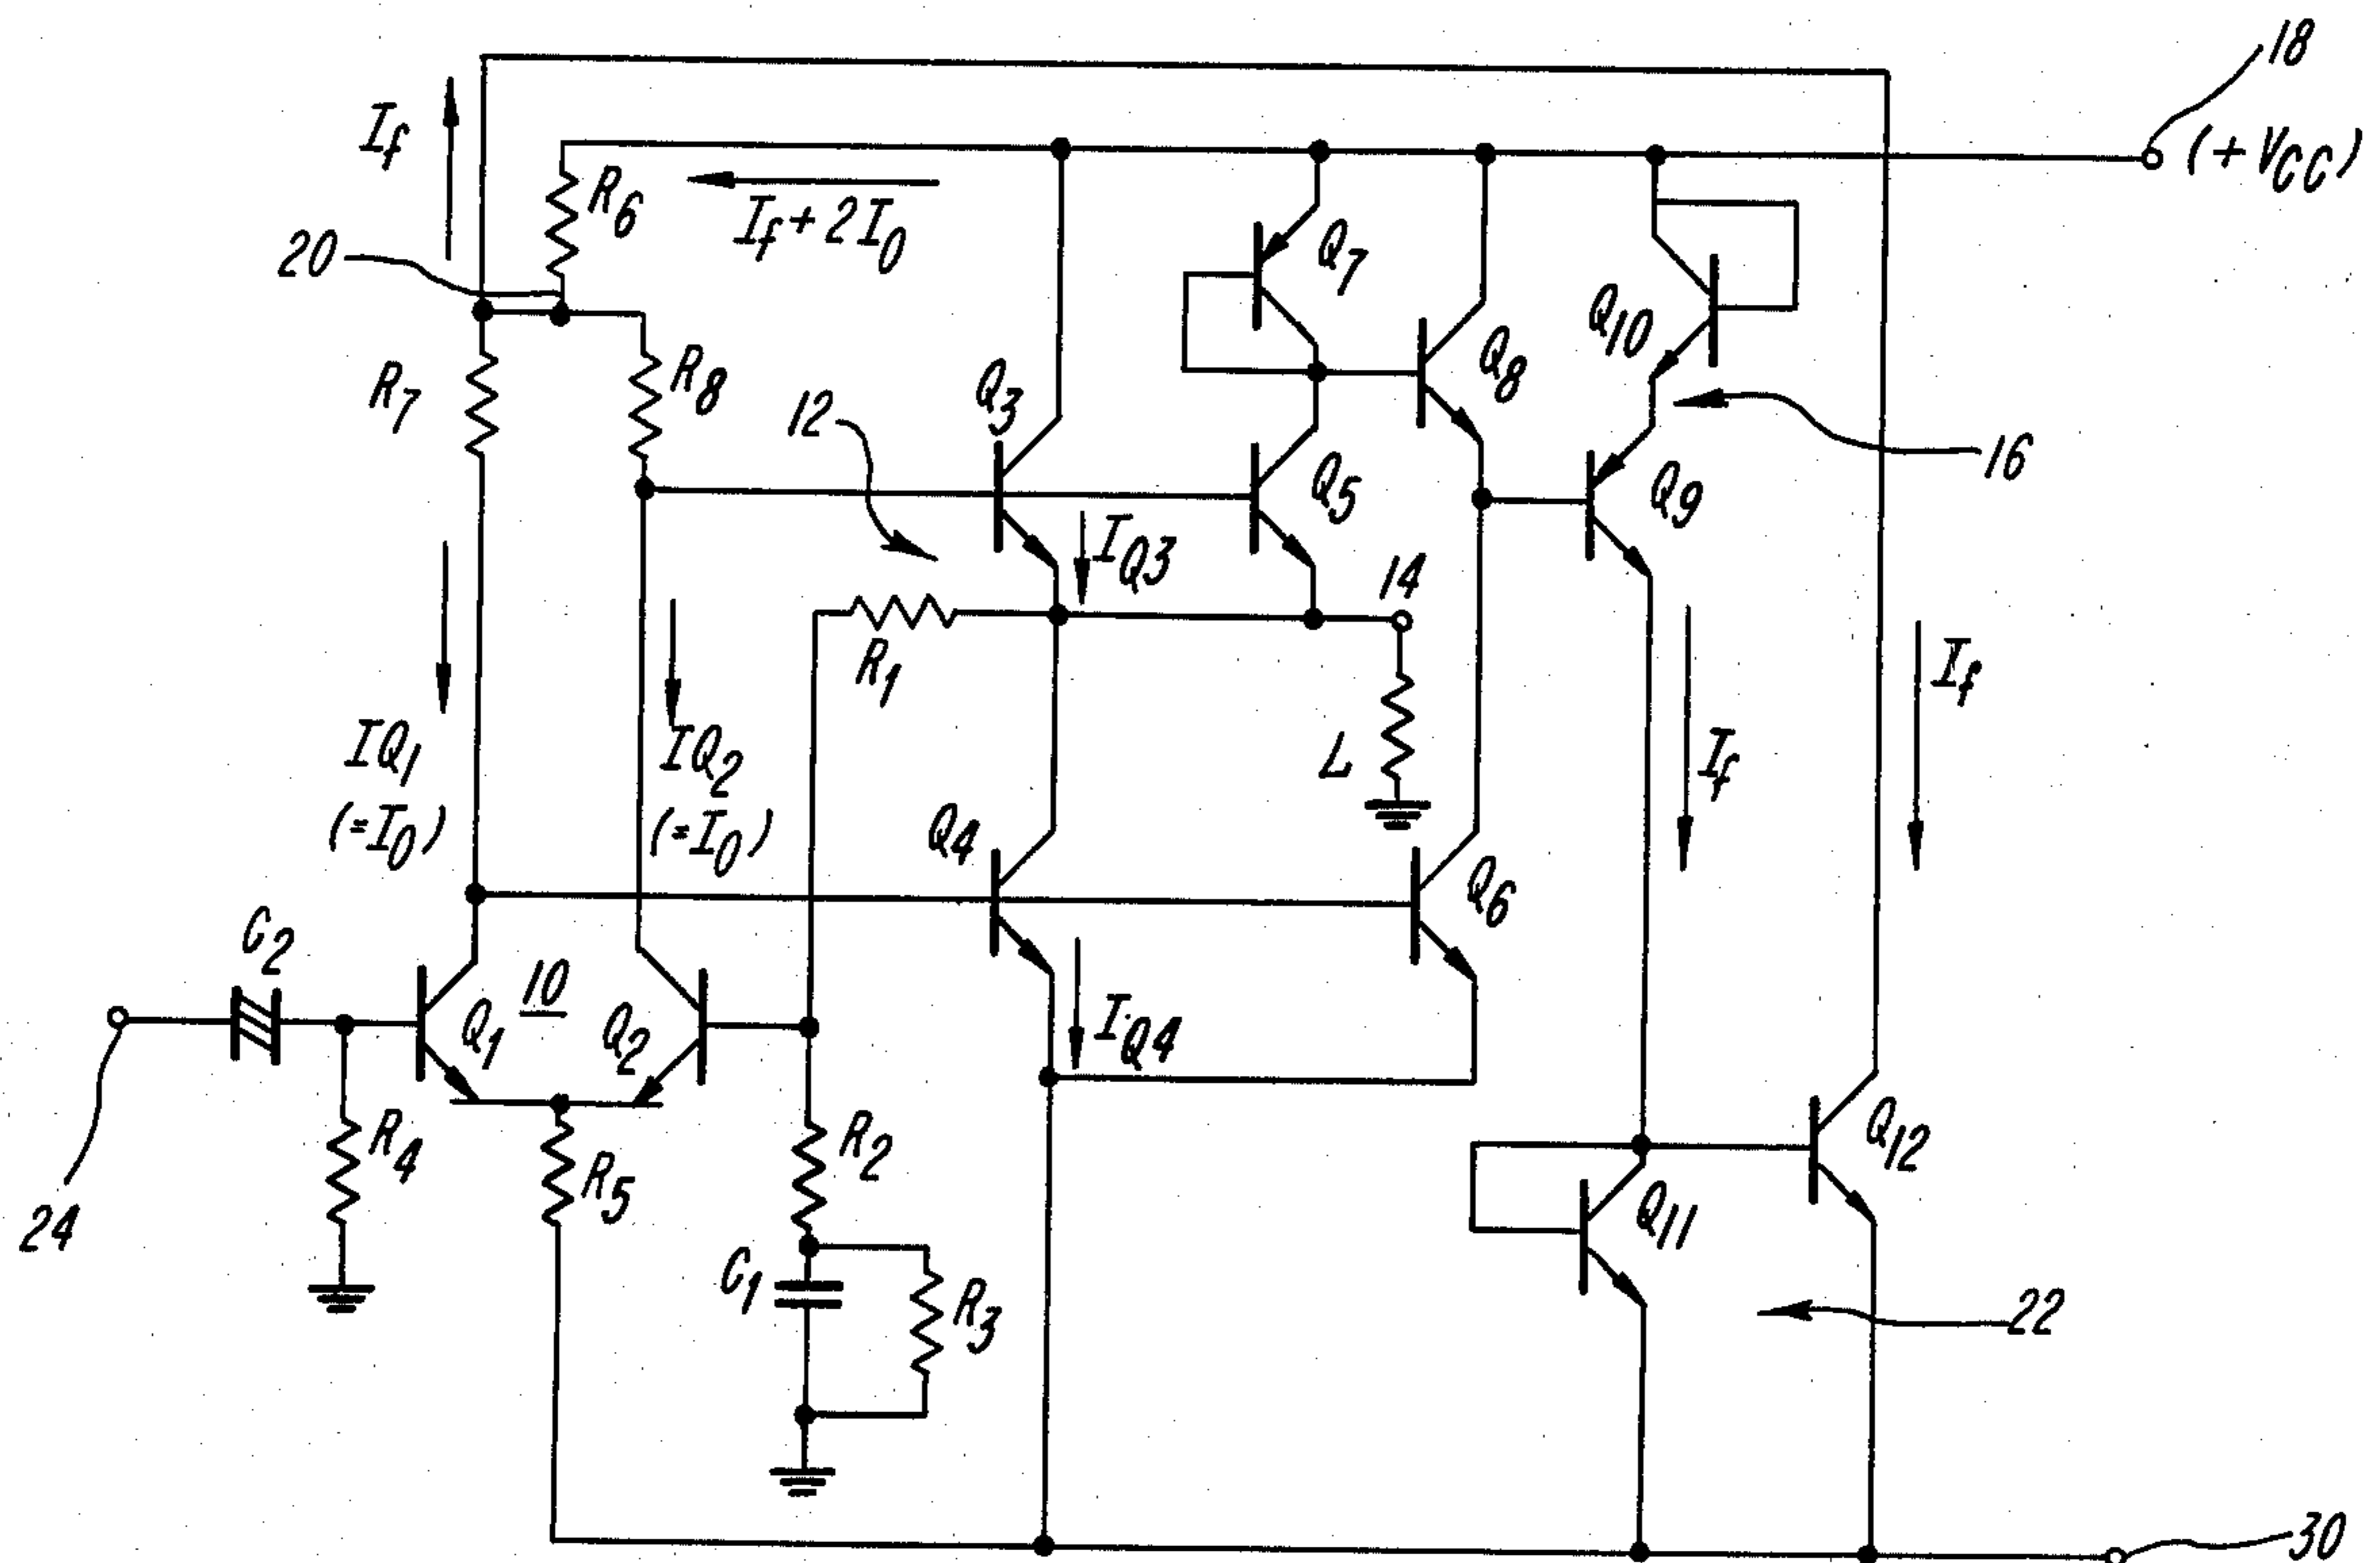 18
(+VCC)
If
R6
If+2I0
20
Q7
Q10
R7
R8
Q3
12
Q8
16
Q5
Q9
IQ3
14
R1
If
L
If
IQ1
(=I0)
IQ2
(=I0)
Q4
Q6
C2
10
Q1
Q2
IQ4
R4
R5
R2
Q12
24
Q11
C1
R3
22
30